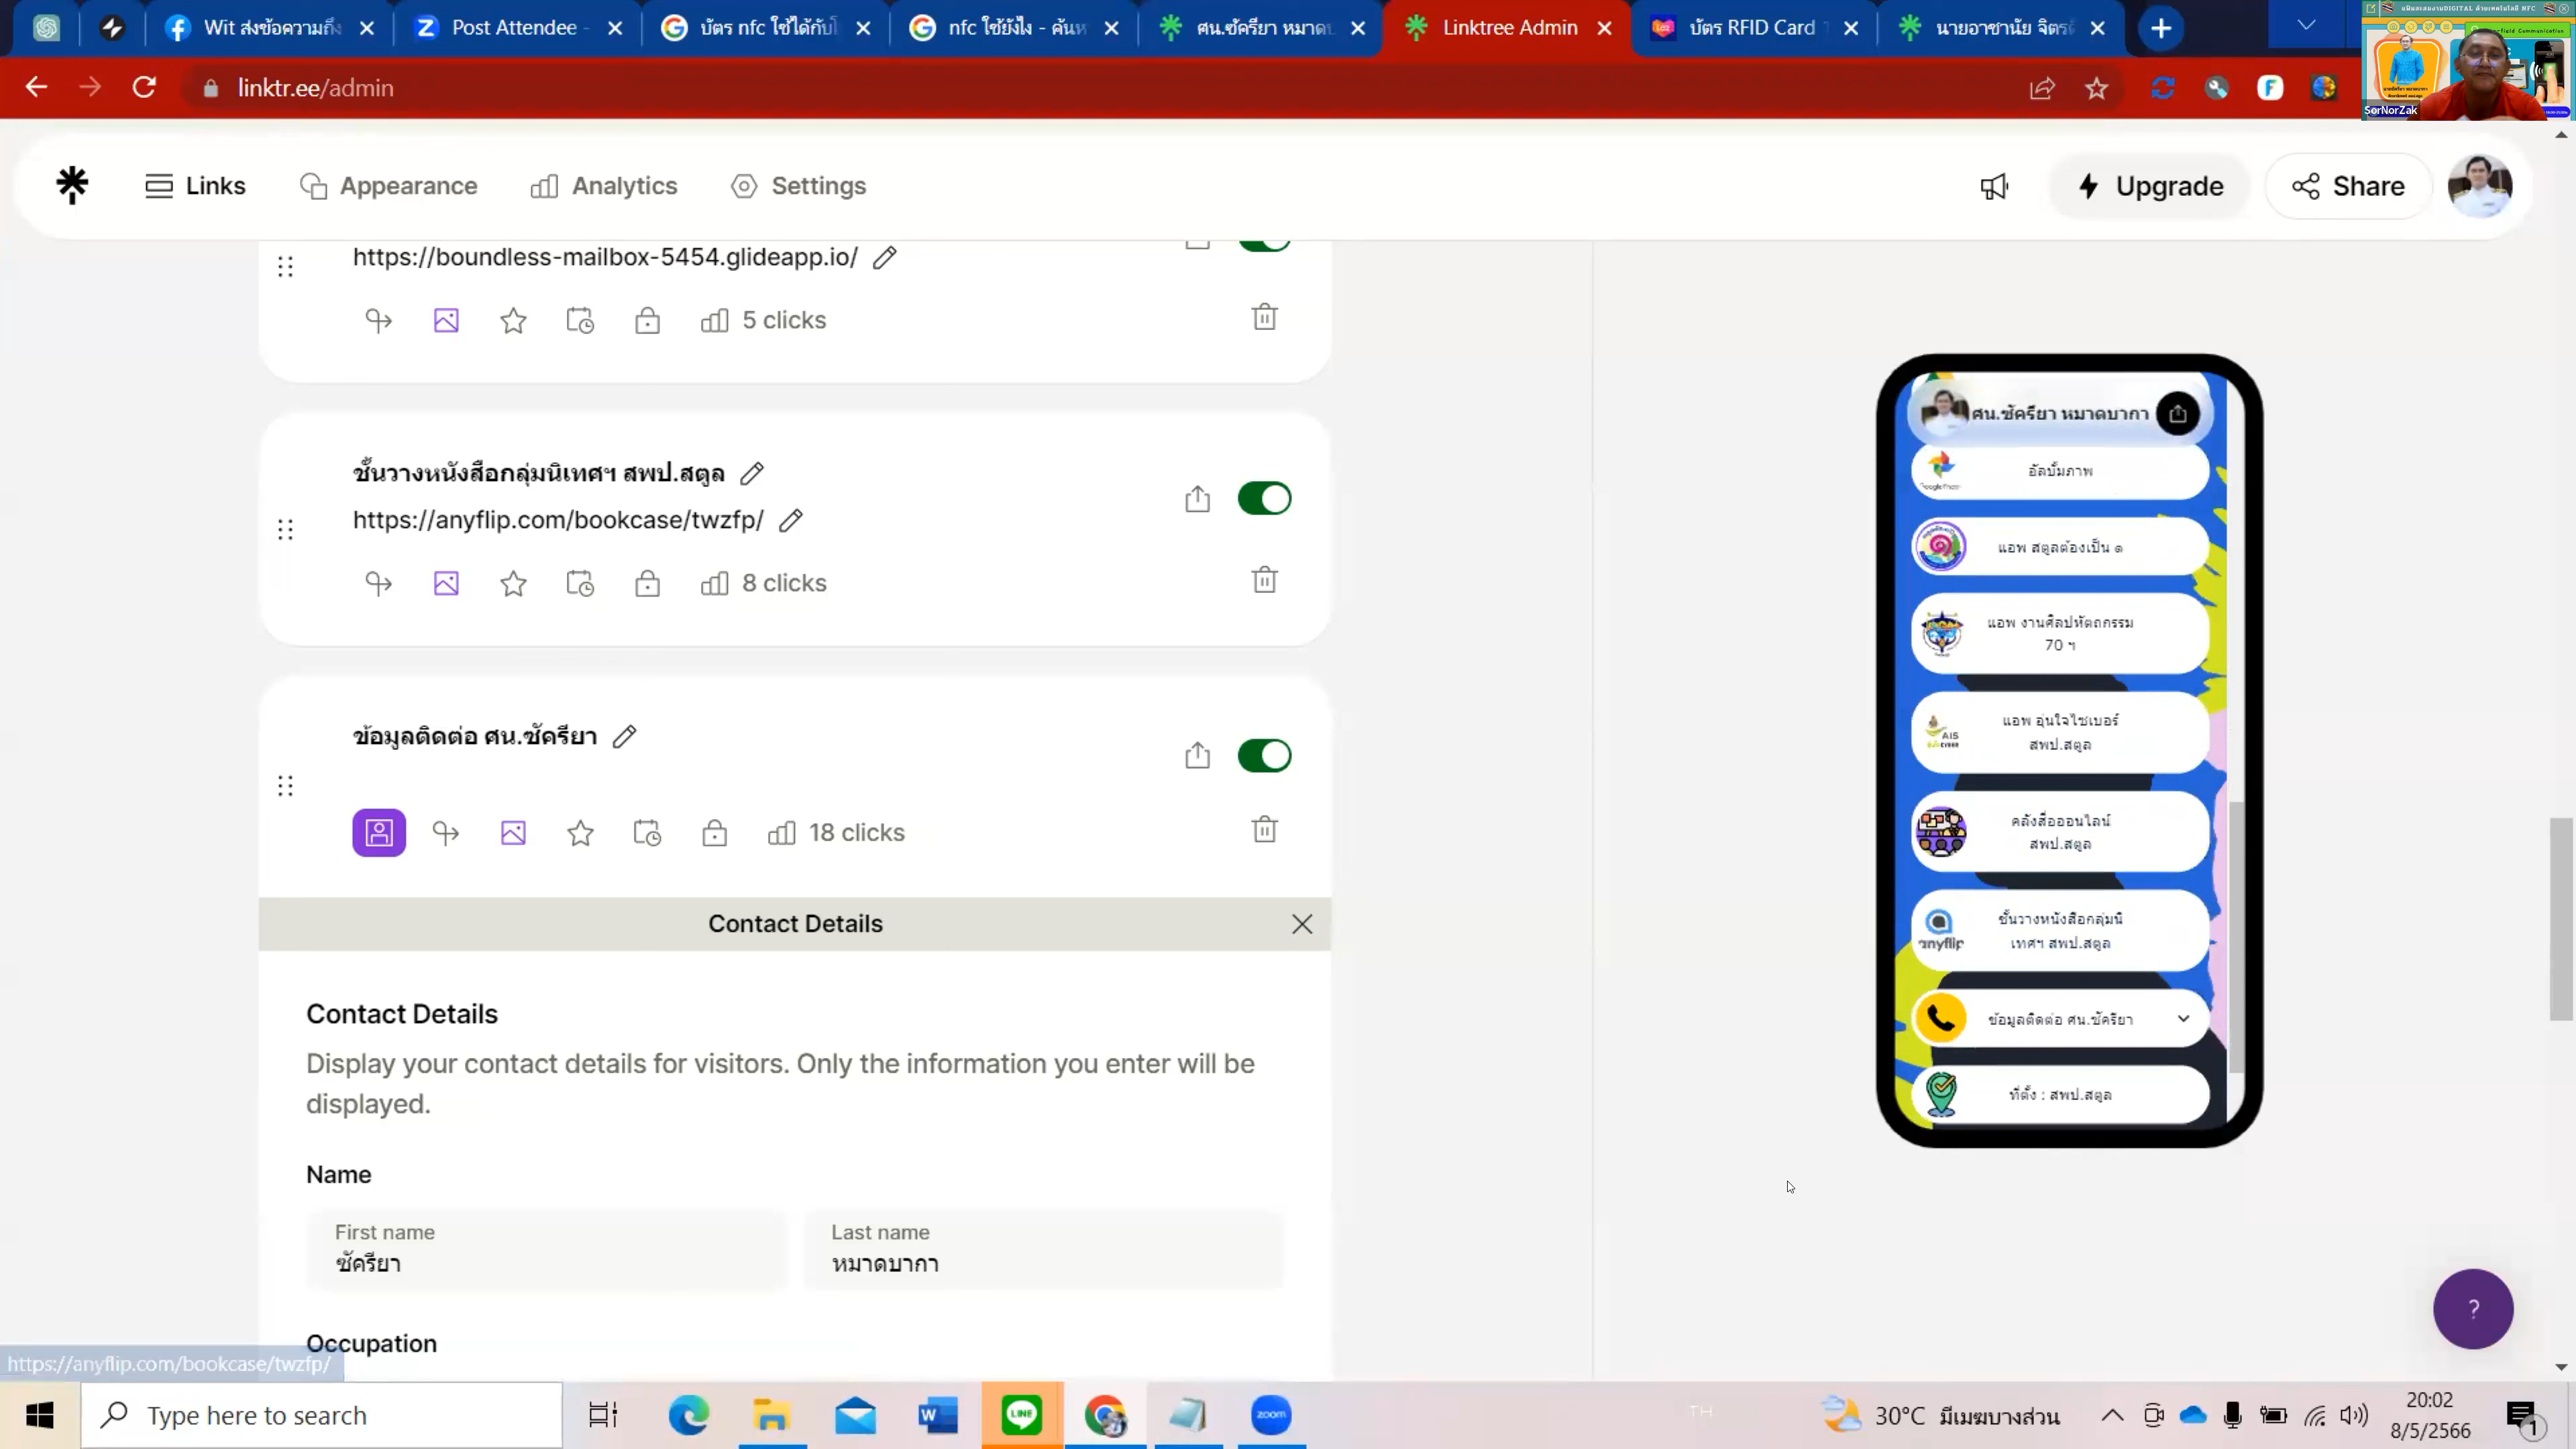 Wit ส่งข้อความถึง
Post Attendee -
บัตร nfc ใช้ได้กับ
nfc ใช้ยังไง - ค้นห
ศน.ซัครียา หมาด
Linktree Admin
บัตร RFID Card
นายอาซานัย จิตร
linktr.ee/admin
SorNorZak
Links
Appearance
Analytics
Settings
Upgrade
Share
https://boundless-mailbox-5454.glideapp.io/
5 clicks
ชั้นวางหนังสือกลุ่มนิเทศฯ สพป.สตูล
https://anyflip.com/bookcase/twzfp/
8 clicks
ข้อมูลติดต่อ ศน.ซัครียา
18 clicks
Contact Details
Contact Details
Display your contact details for visitors. Only the information you enter will be
displayed.
Name
First name
ซัครียา
Last name
หมาดบากา
Occupation
ศน.ซัครียา หมาดบากา
อัลบั้มภาพ
แอพ สตูลต้องเป็น ๑
แอพ งานศิลปหัตถกรรม
70 ฯ
AIS
แอพ อุ่นใจไซเบอร์
สพป.สตูล
คลังสื่อออนไลน์
สพป.สตูล
anyflip
ชั้นวางหนังสือกลุ่มนิ
เทศฯ สพป.สตูล
ข้อมูลติดต่อ ศน.ซัครียา
ที่ตั้ง : สพป.สตูล
?
https://anyflip.com/bookcase/twzfp/
Type here to search
LINE
zoom
TH
30°C มีเมฆบางส่วน
20:02
8/5/2566
1